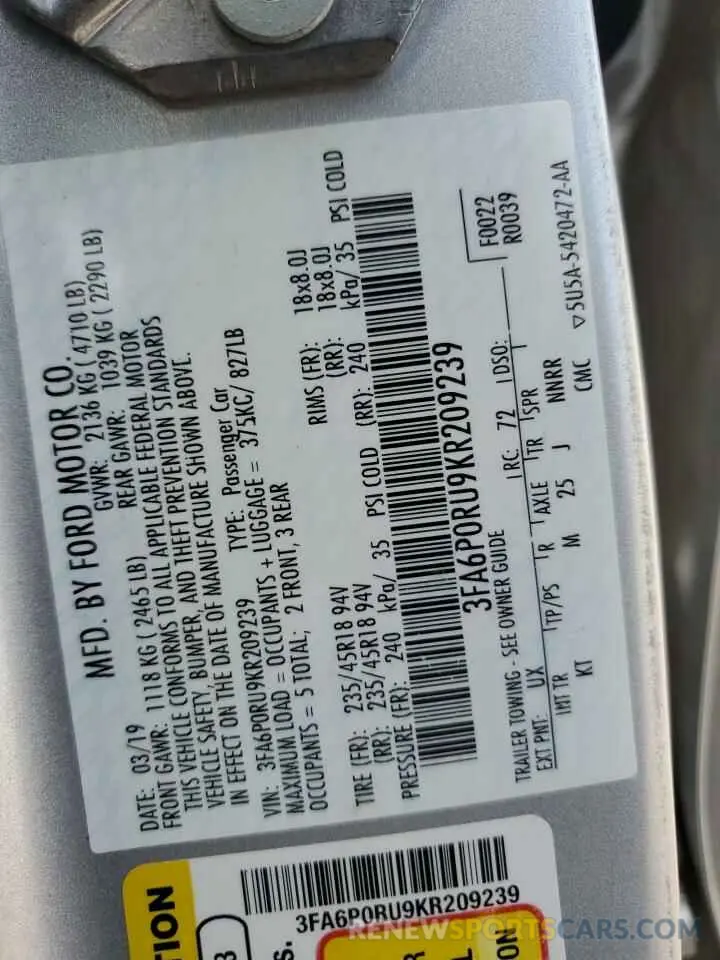 MFD. BY FORD MOTOR CO.
DATE: 03/19 GVWR: 2136 KG ( 4710 LB)
FRONT GAWR: 1118 KG ( 2465 LB) REAR GAWR: 1039 KG ( 2290 LB)
THIS VEHICLE CONFORMS TO ALL APPLICABLE FEDERAL MOTOR
VEHICLE SAFETY, BUMPER, AND THEFT PREVENTION STANDARDS
IN EFFECT ON THE DATE OF MANUFACTURE SHOWN ABOVE.
VIN: 3FA6P0RU9KR209239 TYPE: Passenger Car
MAXIMUM LOAD = OCCUPANTS + LUGGAGE = 375KG/ 827LB
OCCUPANTS = 5 TOTAL; 2 FRONT, 3 REAR
TIRE (FR): 235/45R18 94V RIMS (FR): 18x8.0J
(RR): 235/45R18 94V (RR): 18x8.0J
PRESSURE (FR): 240 kPa/ 35 PSI COLD (RR): 240 kPa/ 35 PSI COLD
3FA6P0RU9KR209239
TRAILER TOWING - SEE OWNER GUIDE
F0022
R0039
EXT PNT: UX RC: 72 DSO:
INT TR TP/PS R AXLE TR SPR
KT M 25 J NNRR
CMC
▽5U5A-5420472-AA
3FA6P0RU9KR209239
RENEWSPORTSCARS.COM